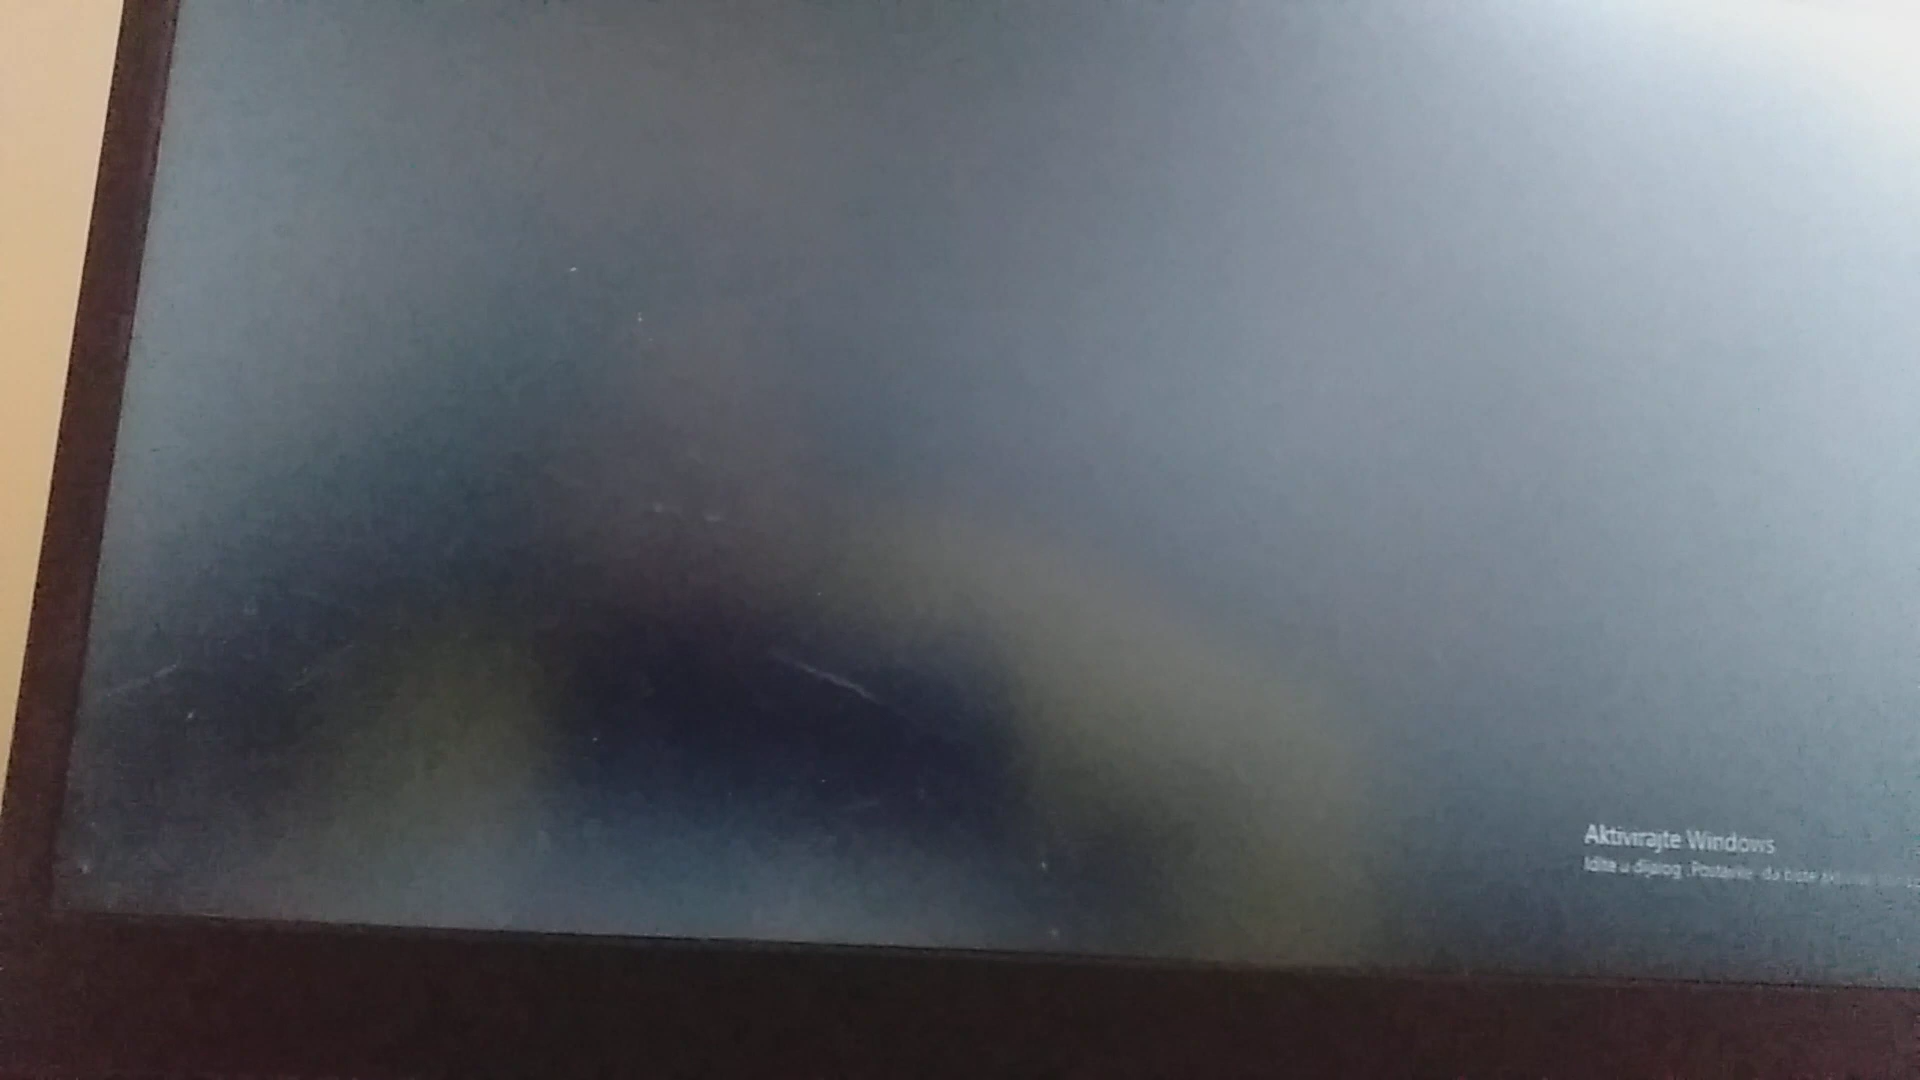 Aktivirajte Windows
Idite u dijalog „Postavke“ da biste